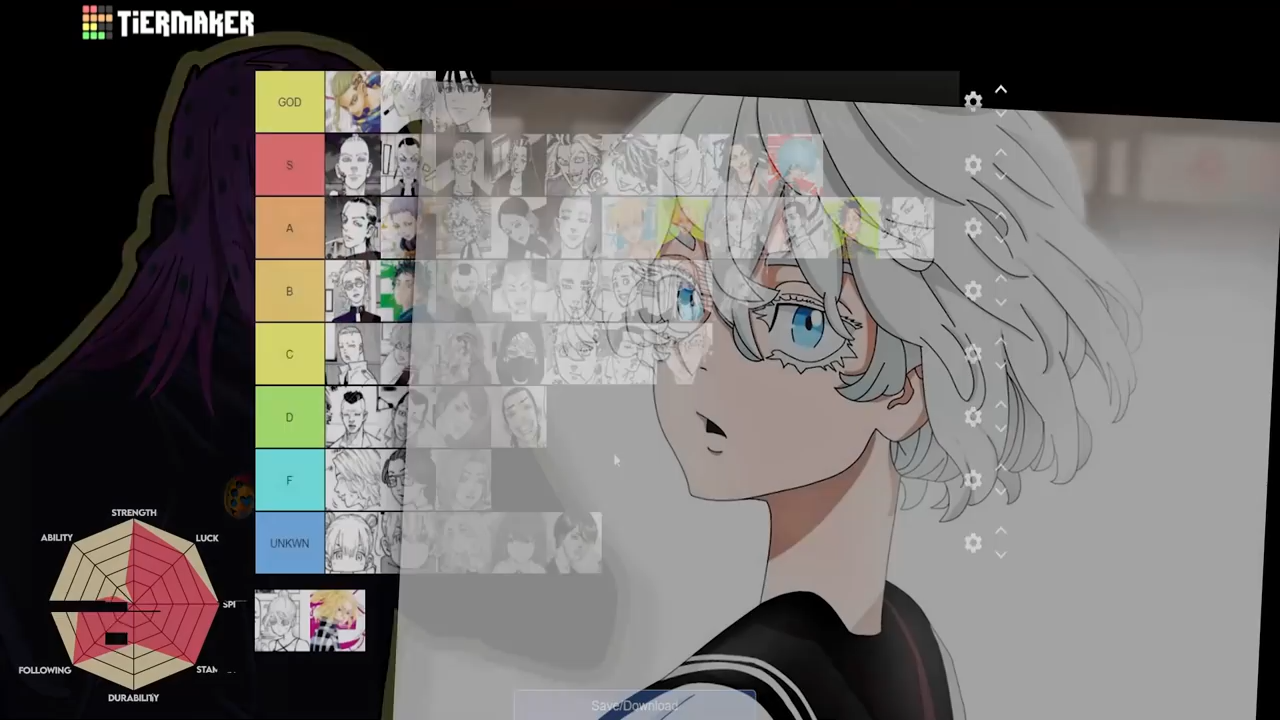 TiERMAKER
GOD
S
A
B
C
D
F
UNKWN
STRENGTH
ABILITY
LUCK
FOLLOWING
DURABILITY
Save/Download